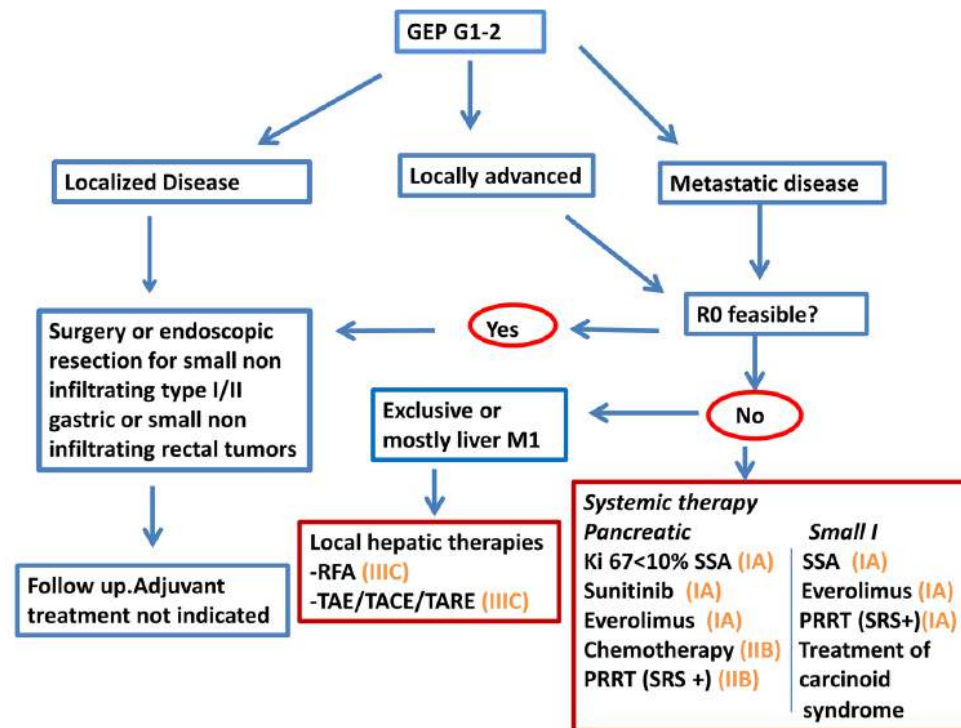 GEP G1-2
Localized Disease
Locally advanced
Metastatic disease
Surgery or endoscopic
resection for small non
infiltrating type I/II
gastric or small non
infiltrating rectal tumors
Yes
R0 feasible?
Exclusive or
mostly liver M1
No
Follow up.Adjuvant
treatment not indicated
Local hepatic therapies
-RFA (IIIC)
-TAE/TACE/TARE (IIIC)
Systemic therapy
Pancreatic
Ki 67<10% SSA (IA)
Sunitinib (IA)
Everolimus (IA)
Chemotherapy (IIB)
PRRT (SRS +) (IIB)
Small I
SSA (IA)
Everolimus (IA)
PRRT (SRS+)(IA)
Treatment of
carcinoid
syndrome